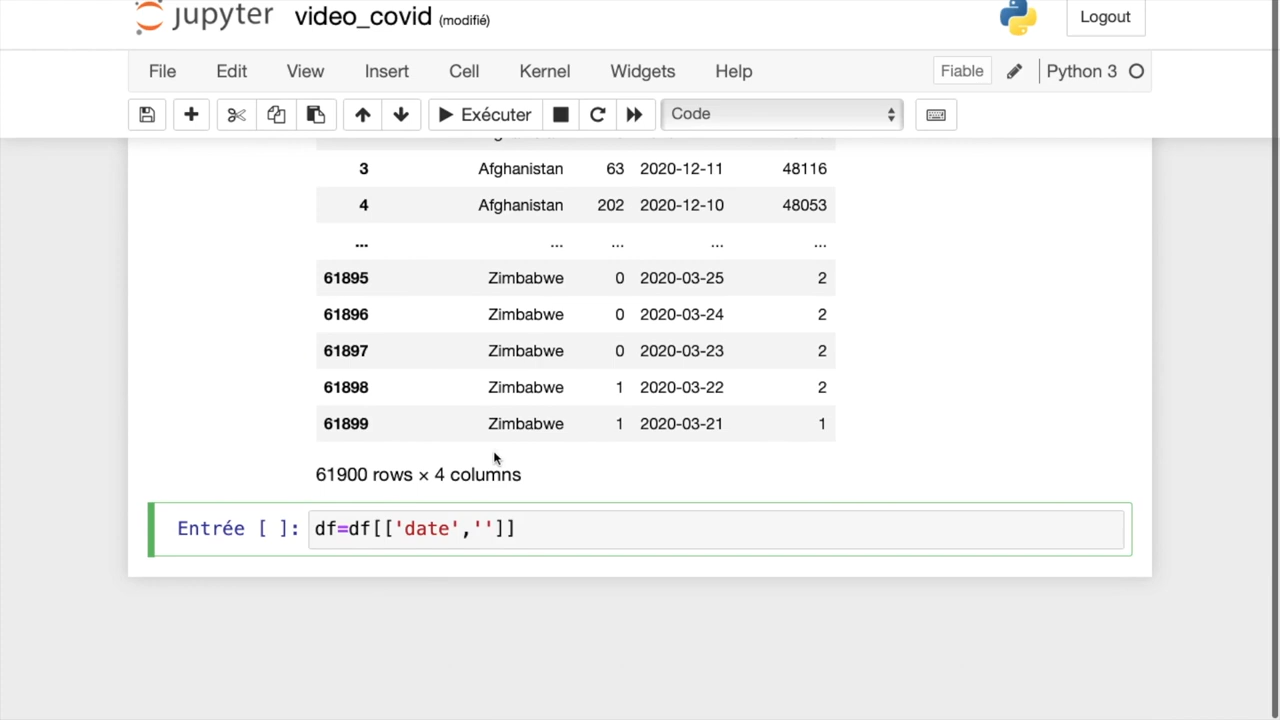 jupyter video_covid (modifié) Logout
File Edit View Insert Cell Kernel Widgets Help Fiable Python 3
Exécuter Code
3 Afghanistan 63 2020-12-11 48116
4 Afghanistan 202 2020-12-10 48053
... ... ... ... ...
61895 Zimbabwe 0 2020-03-25 2
61896 Zimbabwe 0 2020-03-24 2
61897 Zimbabwe 0 2020-03-23 2
61898 Zimbabwe 1 2020-03-22 2
61899 Zimbabwe 1 2020-03-21 1
61900 rows × 4 columns
Entrée [ ]: df=df[['date','']]